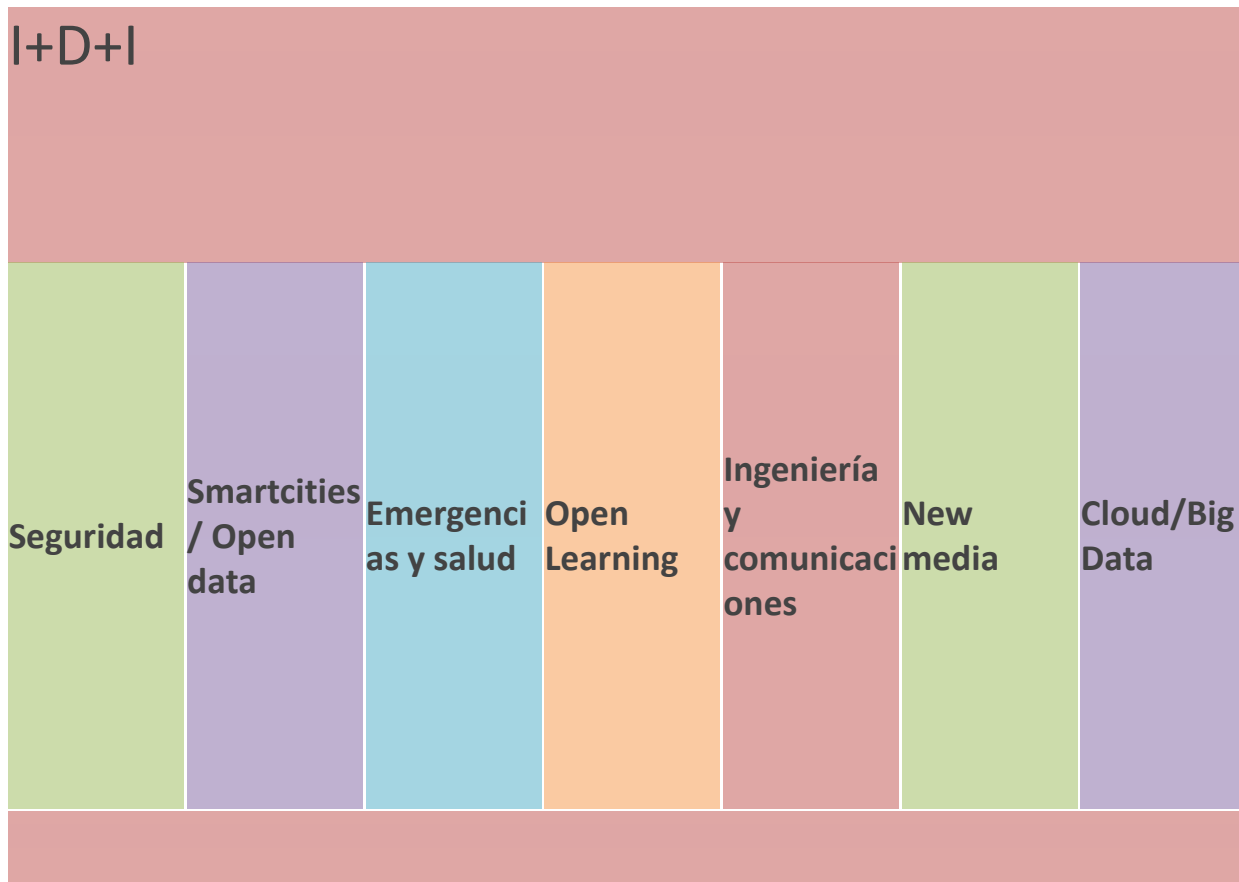 I+D+I
Seguridad
Smartcities
/ Open
data
Emergenci
as y salud
Open
Learning
Ingeniería
y
comunicaci
ones
New
media
Cloud/Big
Data